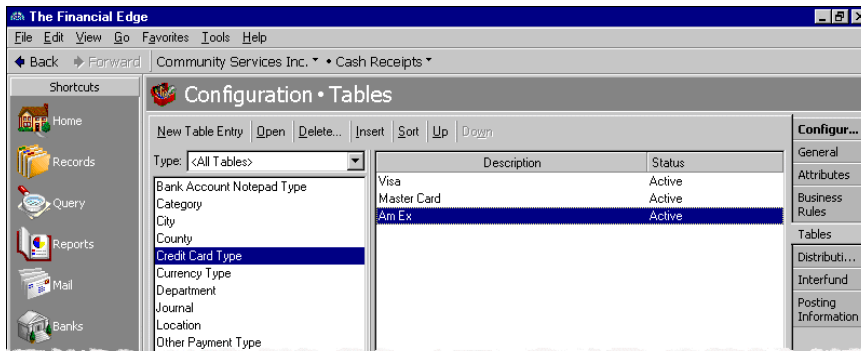 The Financial Edge
File Edit View Go Favorites Tools Help
Back Forward Community Services Inc. • Cash Receipts
Shortcuts
Home
Records
Query
Reports
Mail
Banks
Configuration • Tables
New Table Entry Open Delete... Insert Sort Up Down
Type: <All Tables>
Bank Account Notepad Type
Category
City
County
Credit Card Type
Currency Type
Department
Journal
Location
Other Payment Type
Description Status
Visa Active
Master Card Active
Am Ex Active
Configur...
General
Attributes
Business
Rules
Tables
Distributi...
Interfund
Posting
Information